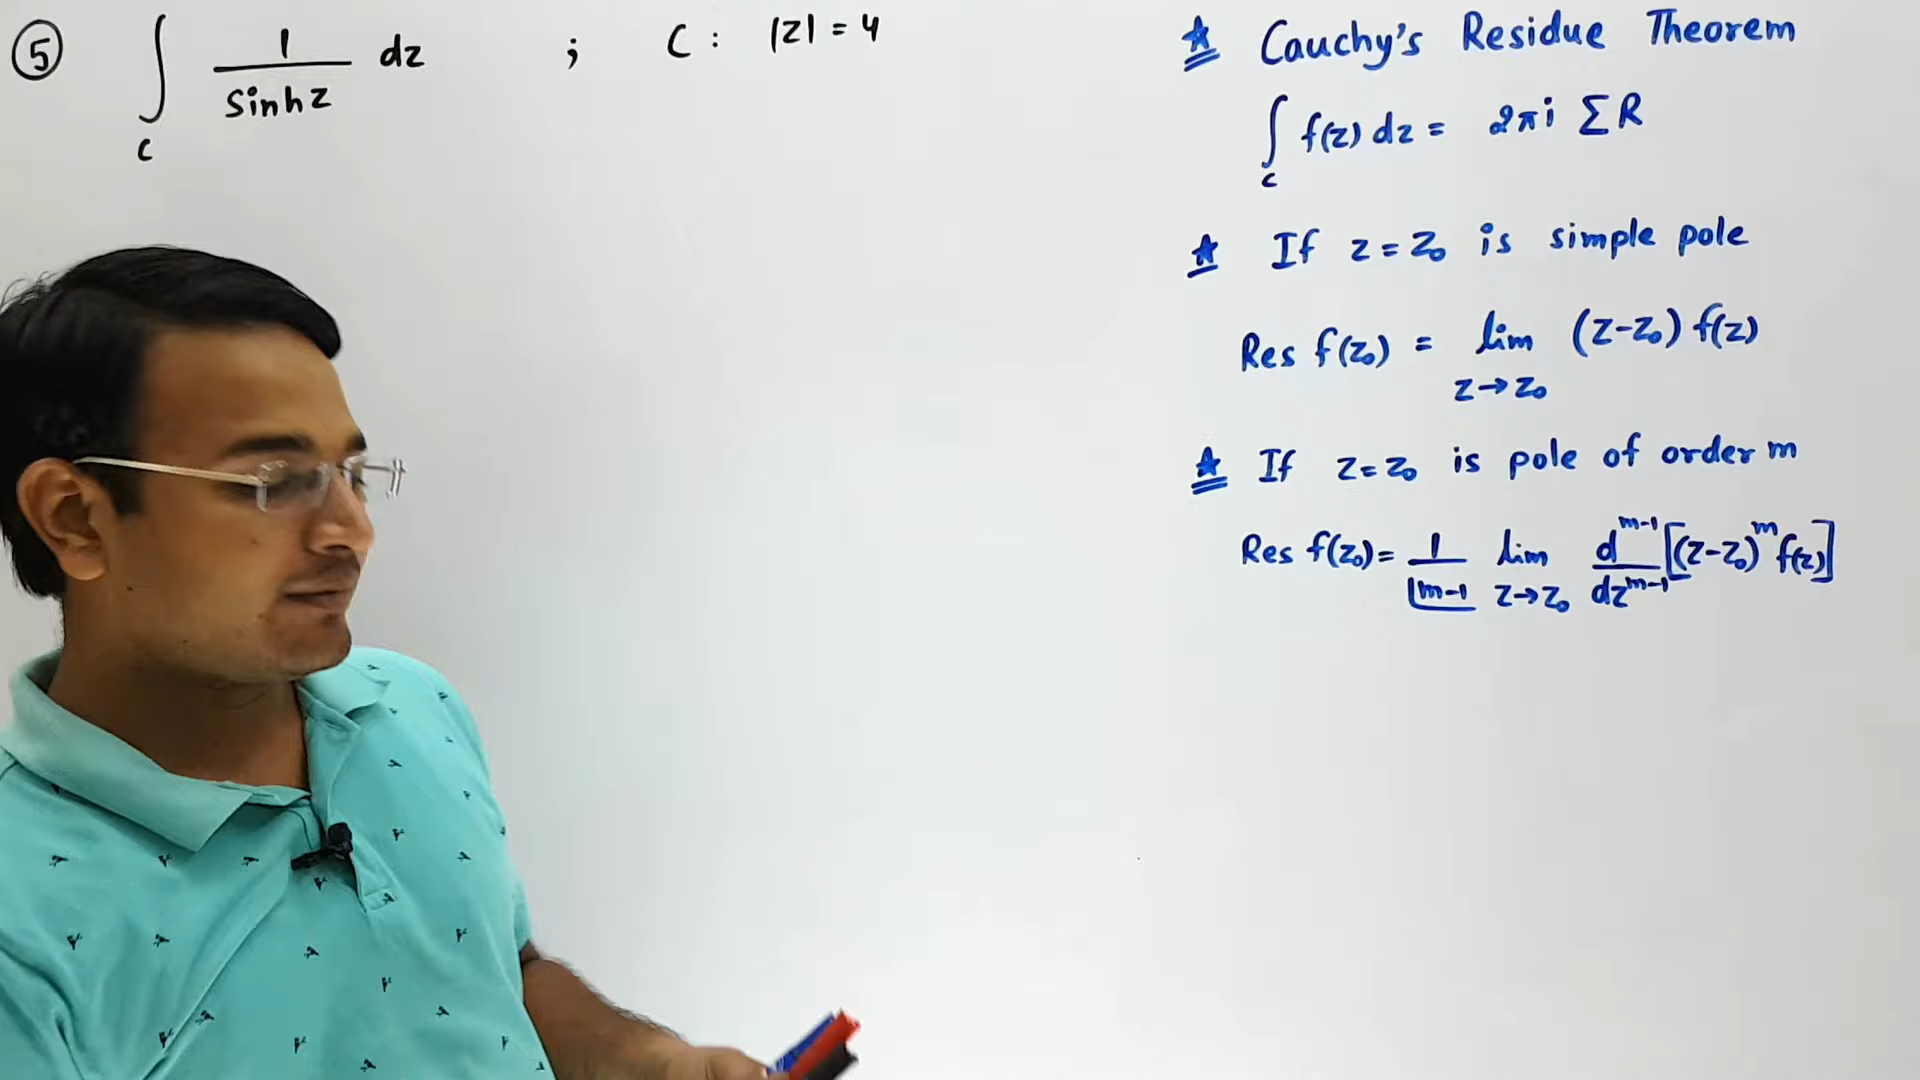 ⑤ ∫_C 1/Sinhz dz ; C : |z| = 4
★ Cauchy's Residue Theorem
∫_C f(z) dz = 2πi ΣR
★ If z = z₀ is simple pole
Res f(z₀) = lim_{z→z₀} (z-z₀) f(z)
★ If z=z₀ is pole of order m
Res f(z₀) = 1/|m-1 lim_{z→z₀} d^{m-1}/dz^{m-1} [(z-z₀)^m f(z)]